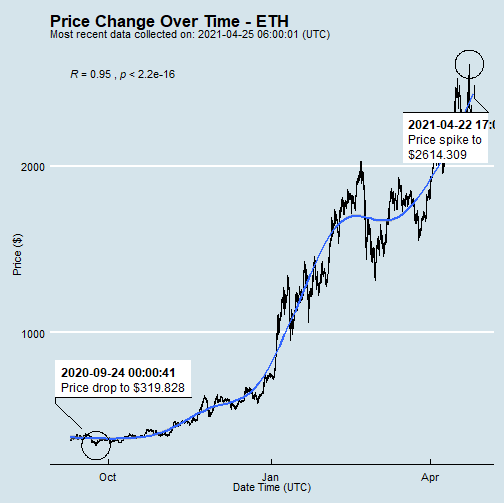 Price Change Over Time - ETH
Most recent data collected on: 2021-04-25 06:00:01 (UTC)
R = 0.95 , p < 2.2e-16
2021-04-22 17:0
Price spike to
$2614.309
2000
Price ($)
1000
2020-09-24 00:00:41
Price drop to $319.828
Oct
Jan
Apr
Date Time (UTC)